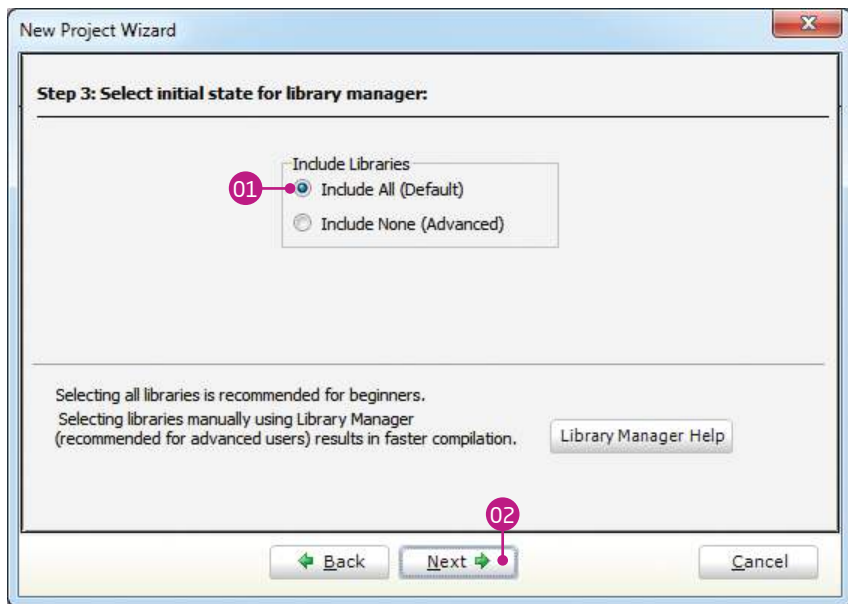 New Project Wizard
Step 3: Select initial state for library manager:
Include Libraries
01
Include All (Default)
Include None (Advanced)
Selecting all libraries is recommended for beginners.
Selecting libraries manually using Library Manager
(recommended for advanced users) results in faster compilation.
Library Manager Help
02
Back
Next
Cancel